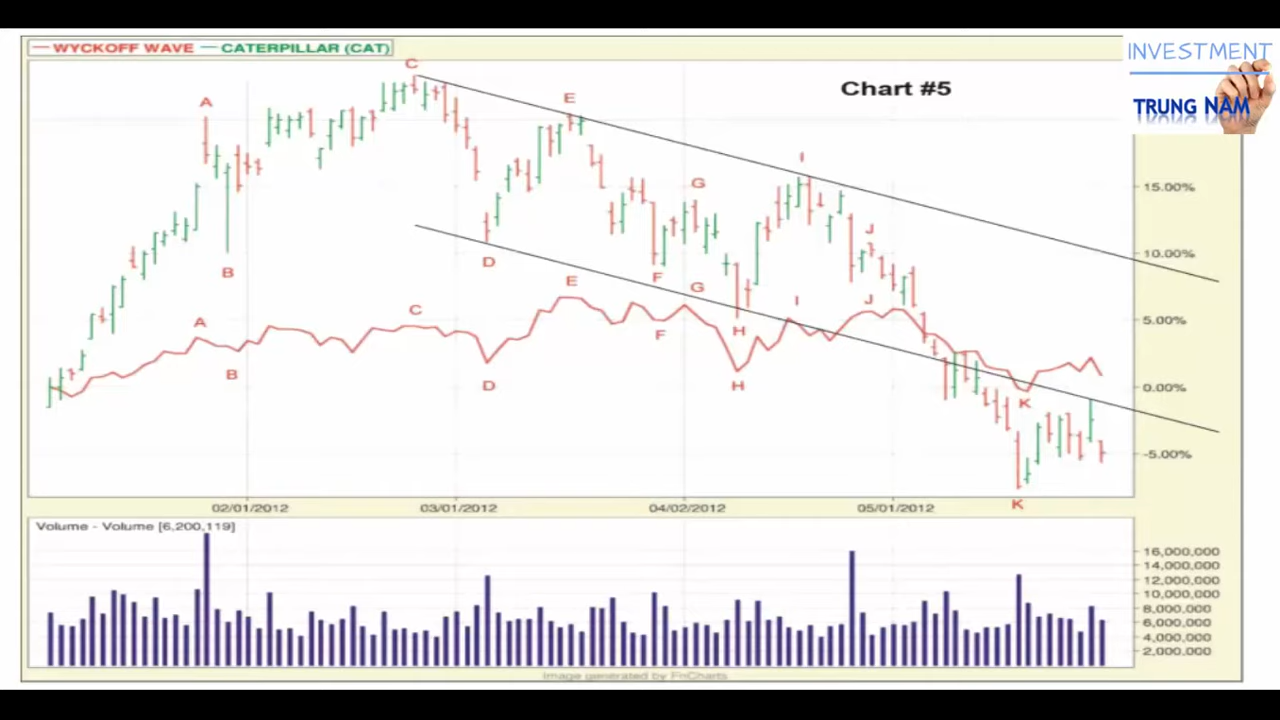 WYCKOFF WAVE CATERPILLAR (CAT)
INVESTMENT
TRUNG NAM
Chart #5
C
A
E
I
G
J
B
D
F
E
G
H
I
J
C
A
F
B
D
H
K
K
15.00%
10.00%
5.00%
0.00%
-5.00%
02/01/2012 03/01/2012 04/02/2012 05/01/2012
Volume - Volume [6,200,119]
16,000,000
14,000,000
12,000,000
10,000,000
8,000,000
6,000,000
4,000,000
2,000,000
Image generated by FnCharts